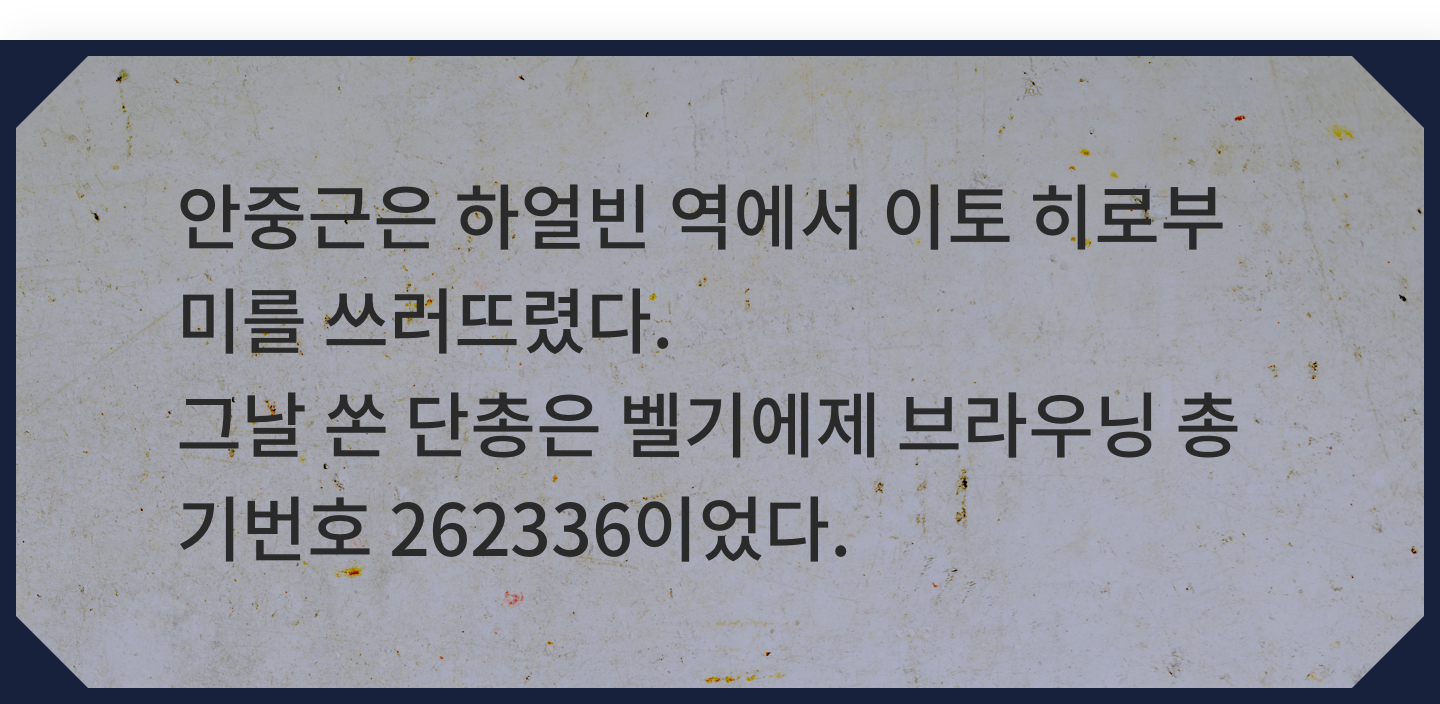 안중근은 하얼빈 역에서 이토 히로부
미를 쓰러뜨렸다.
그날 쏜 단총은 벨기에제 브라우닝 총
기번호 262336이었다.